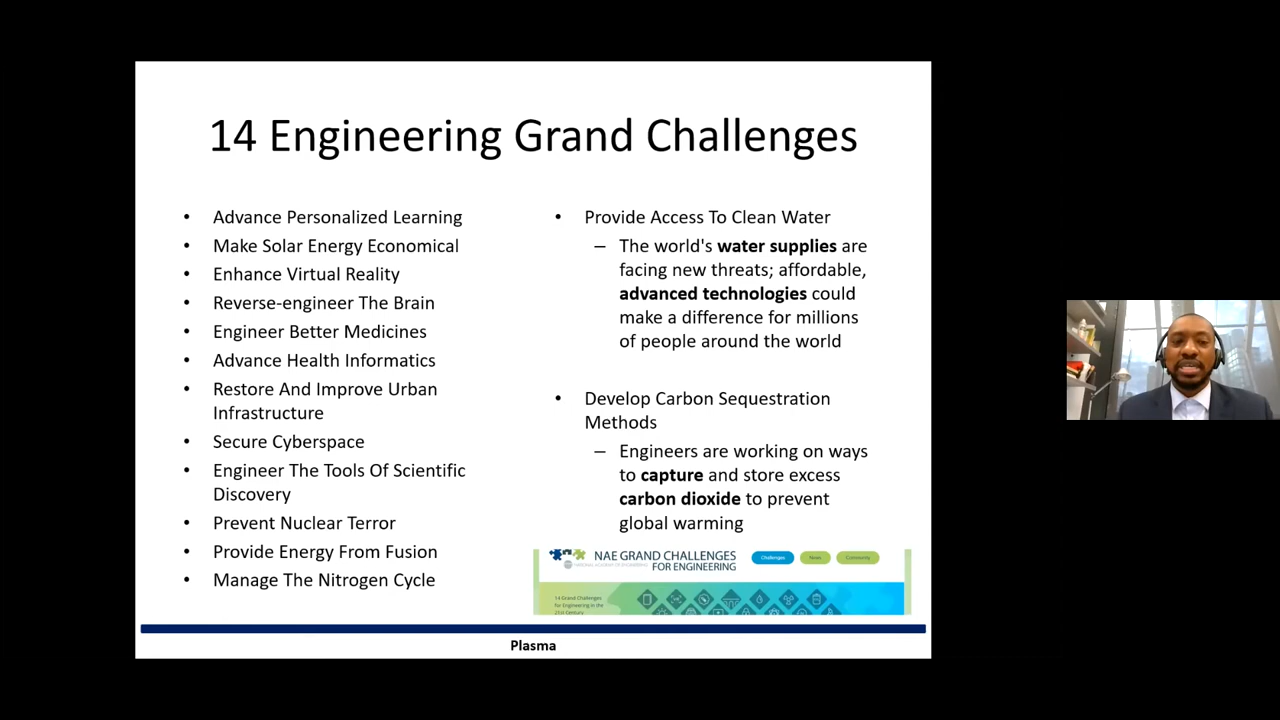 14 Engineering Grand Challenges
• Advance Personalized Learning
• Make Solar Energy Economical
• Enhance Virtual Reality
• Reverse-engineer The Brain
• Engineer Better Medicines
• Advance Health Informatics
• Restore And Improve Urban
Infrastructure
• Secure Cyberspace
• Engineer The Tools Of Scientific
Discovery
• Prevent Nuclear Terror
• Provide Energy From Fusion
• Manage The Nitrogen Cycle
• Provide Access To Clean Water
– The world's water supplies are
facing new threats; affordable,
advanced technologies could
make a difference for millions
of people around the world
• Develop Carbon Sequestration
Methods
– Engineers are working on ways
to capture and store excess
carbon dioxide to prevent
global warming
NAE GRAND CHALLENGES
FOR ENGINEERING
NATIONAL ACADEMY OF ENGINEERING
Challenges
News
Community
14 Grand Challenges
for Engineering in the
21st Century
Plasma